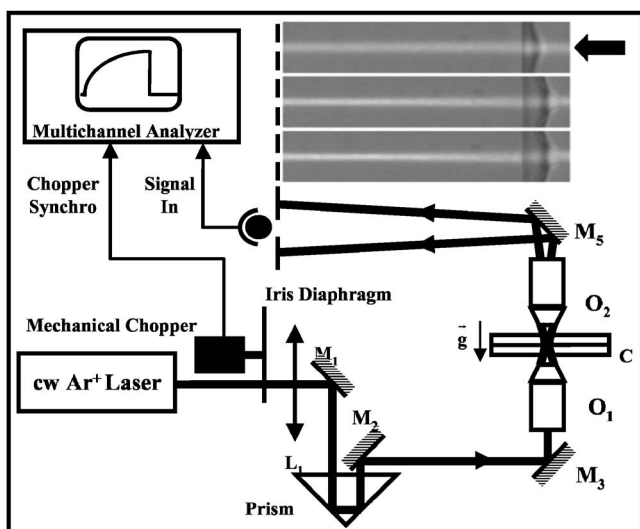 Multichannel Analyzer
Chopper
Synchro
Signal
In
M5
Iris Diaphragm
O2
Mechanical Chopper
g
C
M1
cw Ar+ Laser
O1
M2
L1
M3
Prism